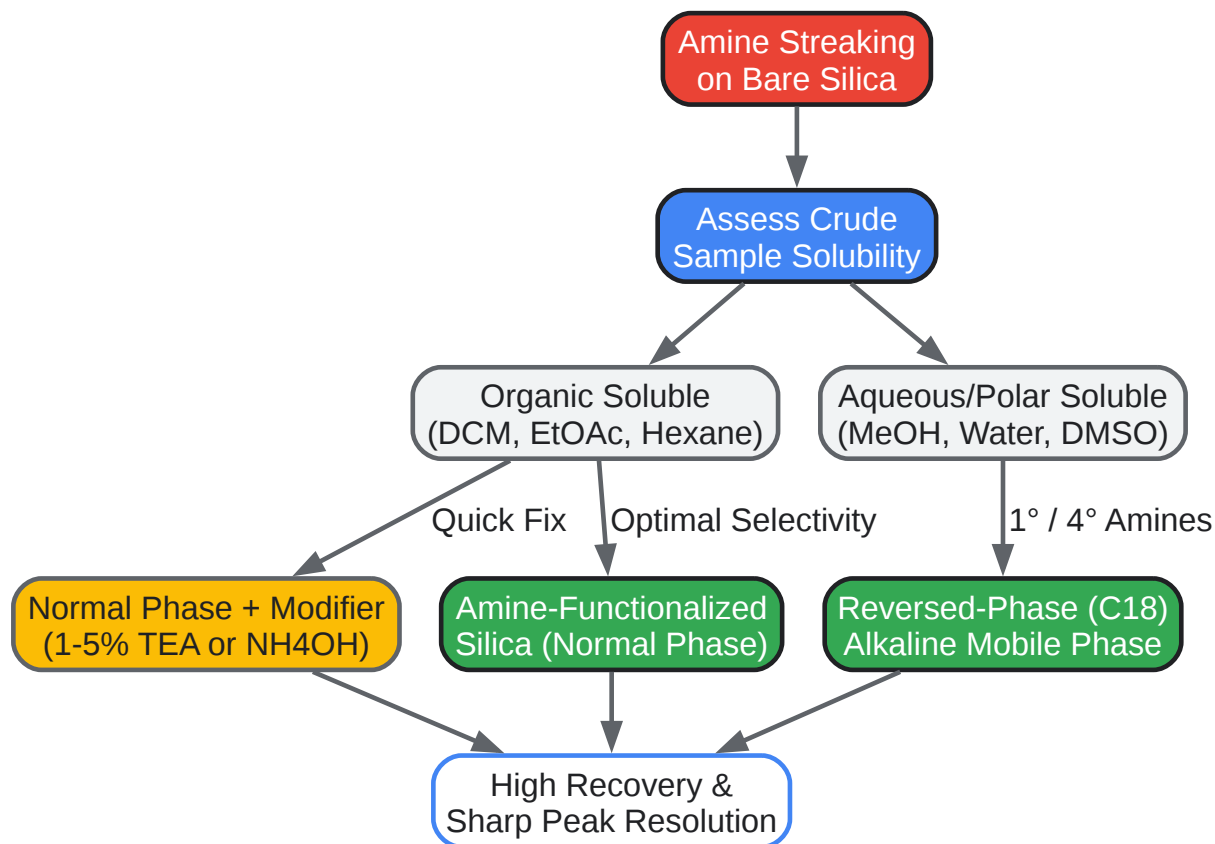 Amine Streaking
on Bare Silica
Assess Crude
Sample Solubility
Organic Soluble
(DCM, EtOAc, Hexane)
Aqueous/Polar Soluble
(MeOH, Water, DMSO)
Quick Fix
Optimal Selectivity
1° / 4° Amines
Normal Phase + Modifier
(1-5% TEA or NH4OH)
Amine-Functionalized
Silica (Normal Phase)
Reversed-Phase (C18)
Alkaline Mobile Phase
High Recovery &
Sharp Peak Resolution